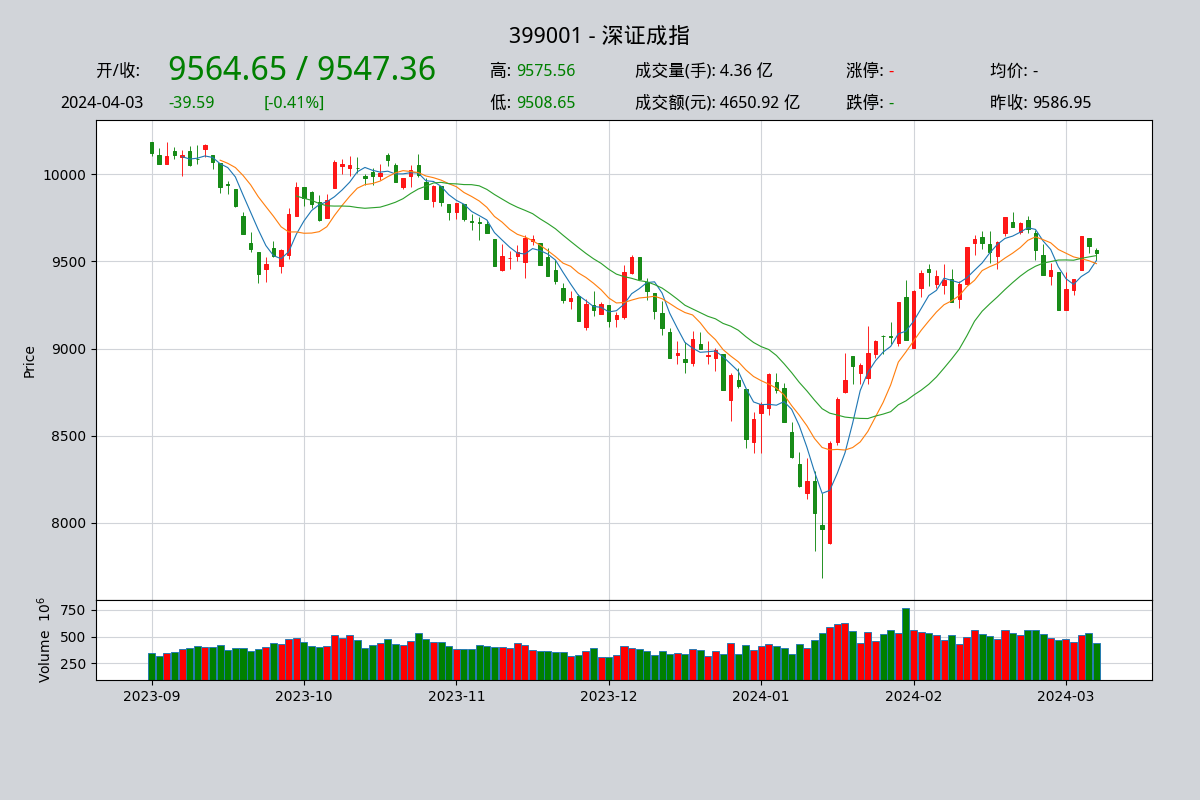 399001 - 深证成指
开/收: 9564.65 / 9547.36 高: 9575.56 成交量(手): 4.36 亿 涨停: - 均价: -
2024-04-03 -39.59 [-0.41%] 低: 9508.65 成交额(元): 4650.92 亿 跌停: - 昨收: 9586.95
10000
9500
9000
8500
8000
Price
750
500
250
Volume 10⁶
2023-09 2023-10 2023-11 2023-12 2024-01 2024-02 2024-03